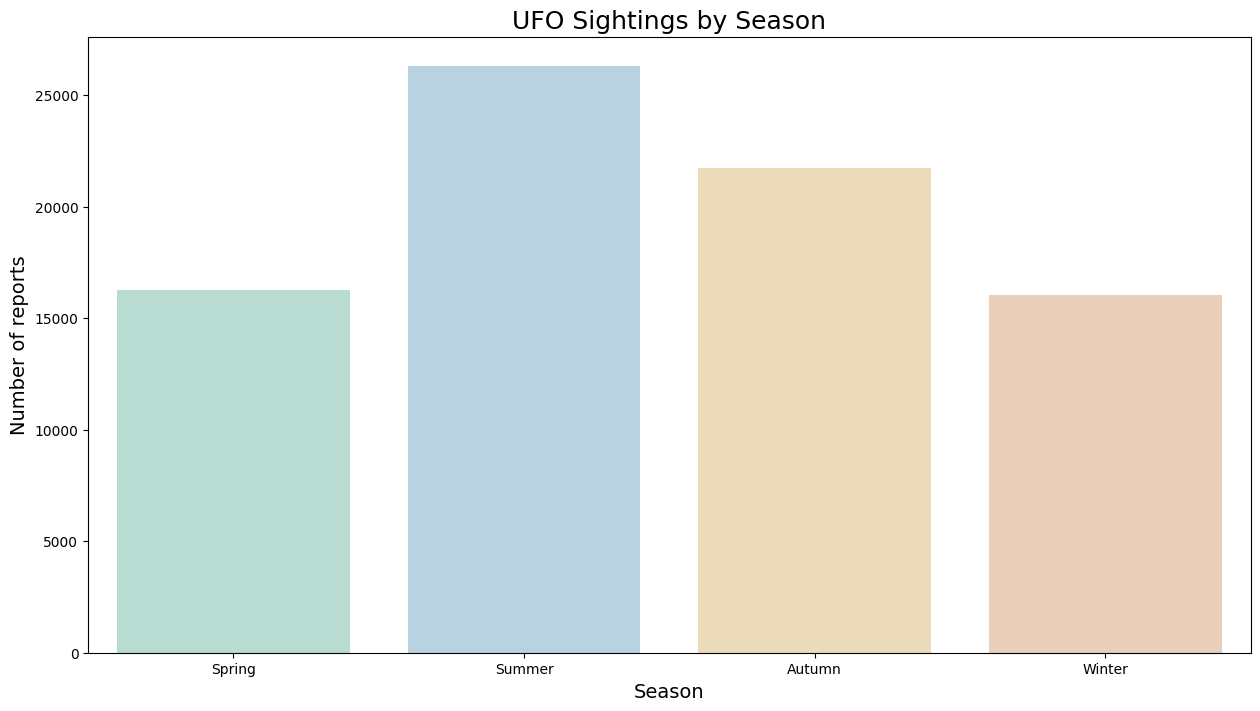 UFO Sightings by Season
Number of reports
25000
20000
15000
10000
5000
0
Spring Summer Autumn Winter
Season